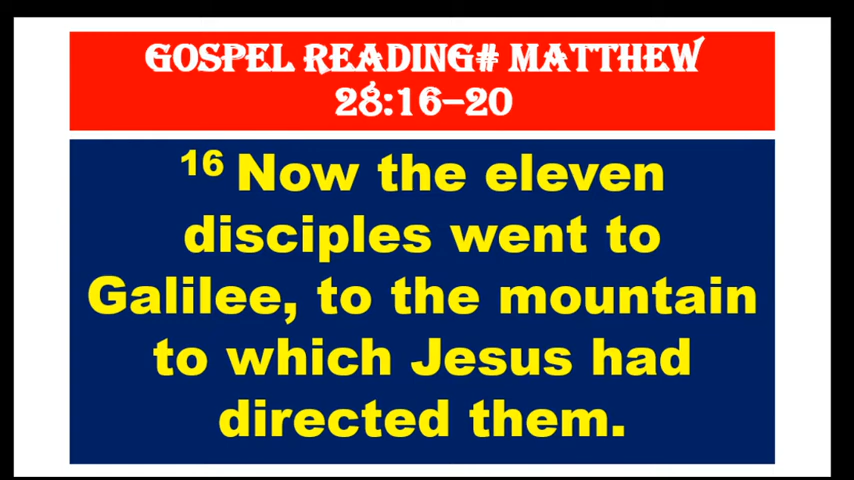 GOSPEL READING# MATTHEW
28:16–20
16 Now the eleven
disciples went to
Galilee, to the mountain
to which Jesus had
directed them.